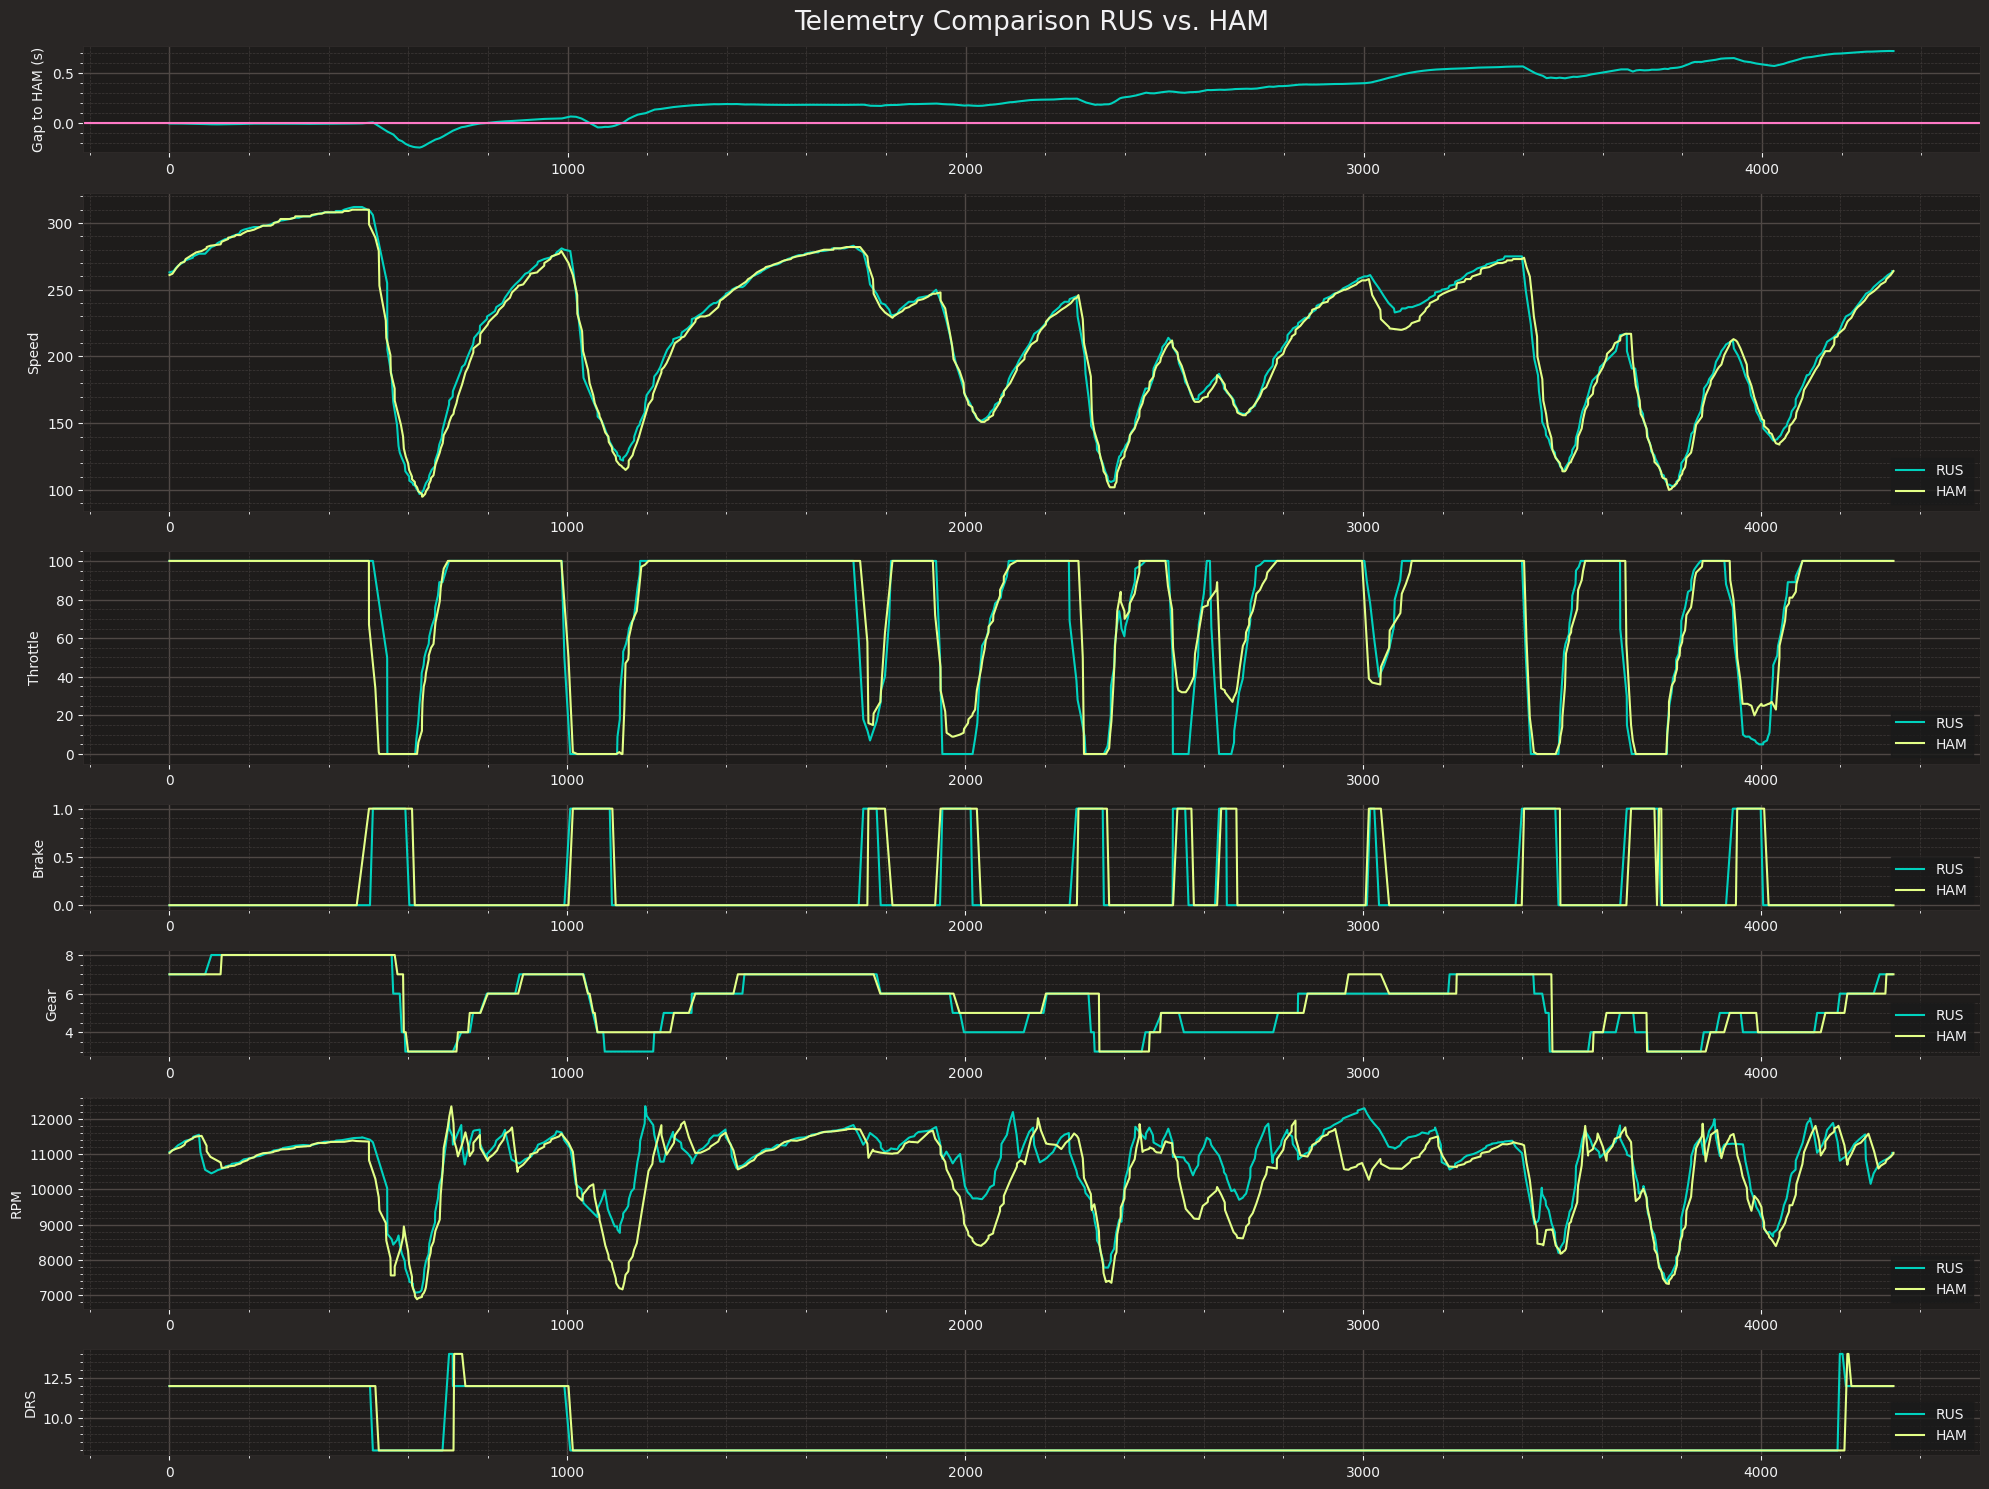 Telemetry Comparison RUS vs. HAM
Gap to HAM (s)
0.5
0.0
0 1000 2000 3000 4000
Speed
300
250
200
150
100
RUS
HAM
0 1000 2000 3000 4000
Throttle
100
80
60
40
20
0
RUS
HAM
0 1000 2000 3000 4000
Brake
1.0
0.5
0.0
RUS
HAM
0 1000 2000 3000 4000
Gear
8
6
4
RUS
HAM
0 1000 2000 3000 4000
RPM
12000
11000
10000
9000
8000
7000
RUS
HAM
0 1000 2000 3000 4000
DRS
12.5
10.0
RUS
HAM
0 1000 2000 3000 4000